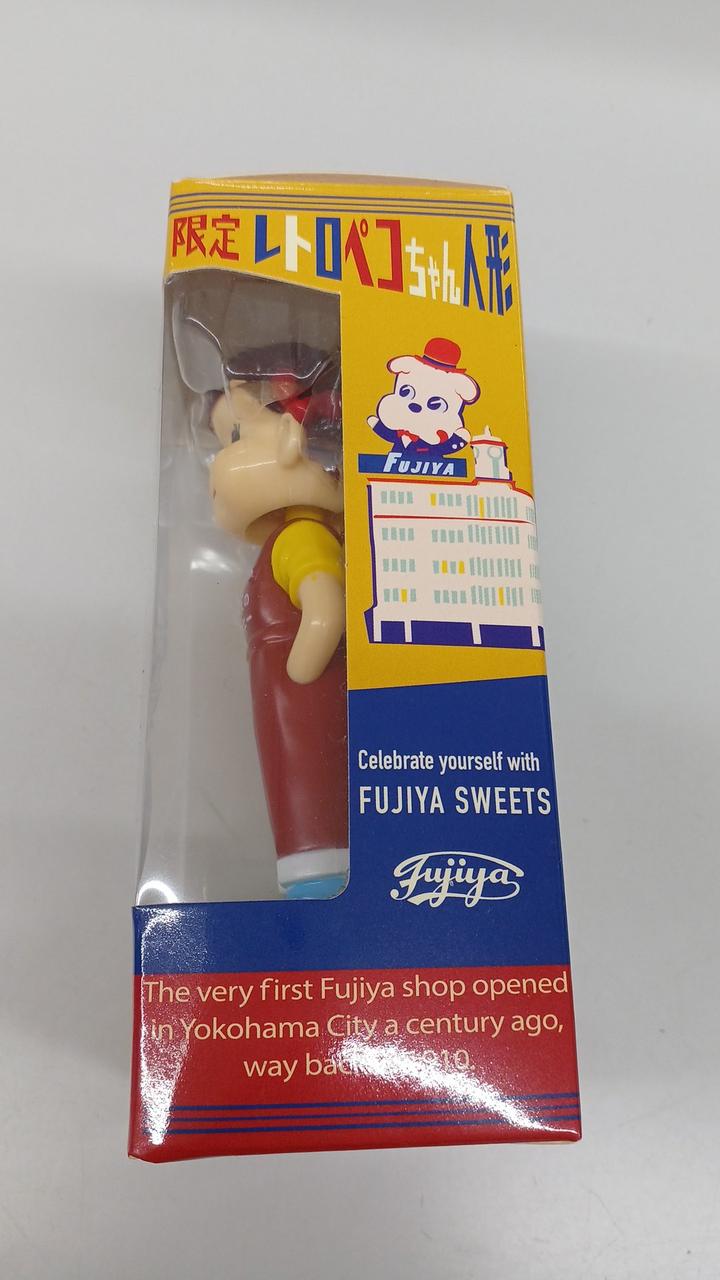 限定 レトロペコちゃん人形
FUJIYA
Celebrate yourself with
FUJIYA SWEETS
Fujiya
The very first Fujiya shop opened
in Yokohama City a century ago,
way 10.